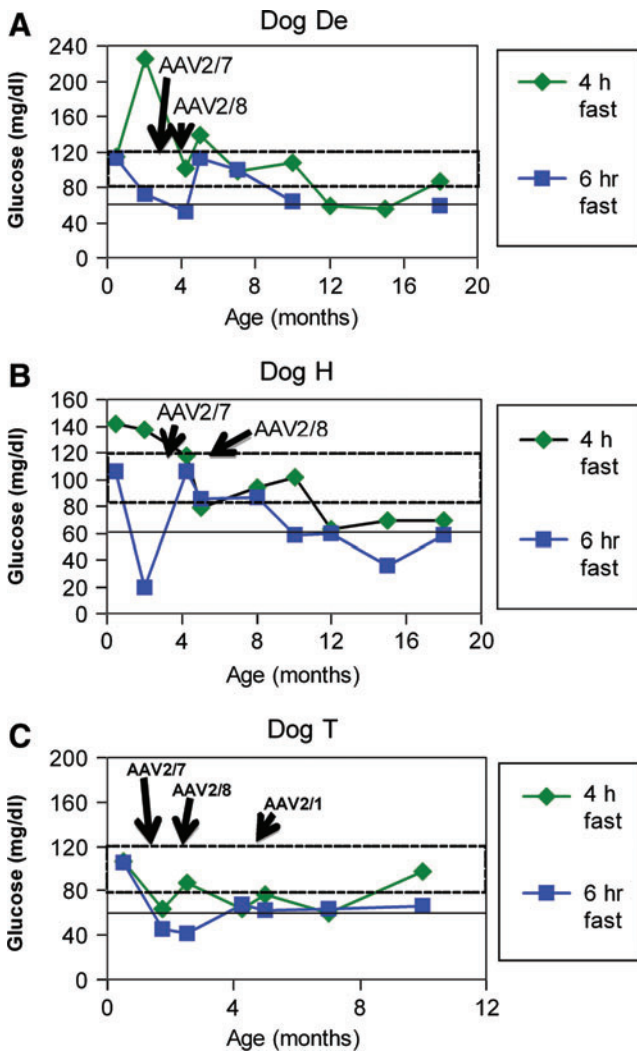 A
Dog De
Glucose (mg/dl)
240
200
160
120
80
40
0
AAV2/7
AAV2/8
0 4 8 12 16 20
Age (months)
4 h
fast
6 hr
fast
B
Dog H
Glucose (mg/dl)
160
140
120
100
80
60
40
20
0
AAV2/7
AAV2/8
0 4 8 12 16 20
Age (months)
4 h
fast
6 hr
fast
C
Dog T
Glucose (mg/dl)
200
160
120
80
40
0
AAV2/7
AAV2/8
AAV2/1
0 4 8 12
Age (months)
4 h
fast
6 hr
fast